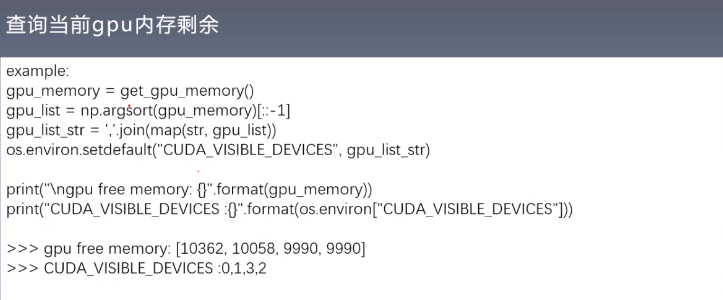 查询当前gpu内存剩余
example:
gpu_memory = get_gpu_memory()
gpu_list = np.argsort(gpu_memory)[::-1]
gpu_list_str = ','.join(map(str, gpu_list))
os.environ.setdefault("CUDA_VISIBLE_DEVICES", gpu_list_str)
print("\ngpu free memory: {}".format(gpu_memory))
print("CUDA_VISIBLE_DEVICES :{}".format(os.environ["CUDA_VISIBLE_DEVICES"]))
>>> gpu free memory: [10362, 10058, 9990, 9990]
>>> CUDA_VISIBLE_DEVICES :0,1,3,2